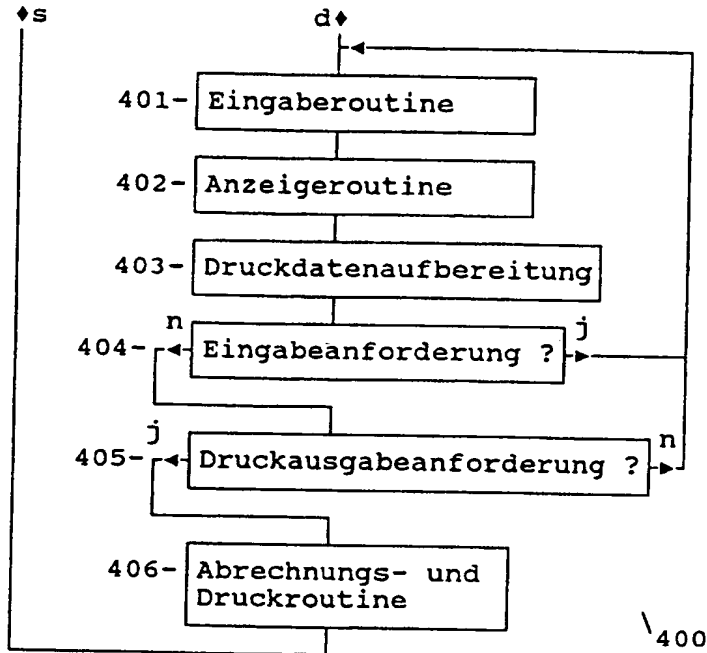 ♦s d♦
401- Eingaberoutine
402- Anzeigeroutine
403- Druckdatenaufbereitung
n j
404- Eingabeanforderung ?
j n
405- Druckausgabeanforderung ?
406- Abrechnungs- und
Druckroutine
400